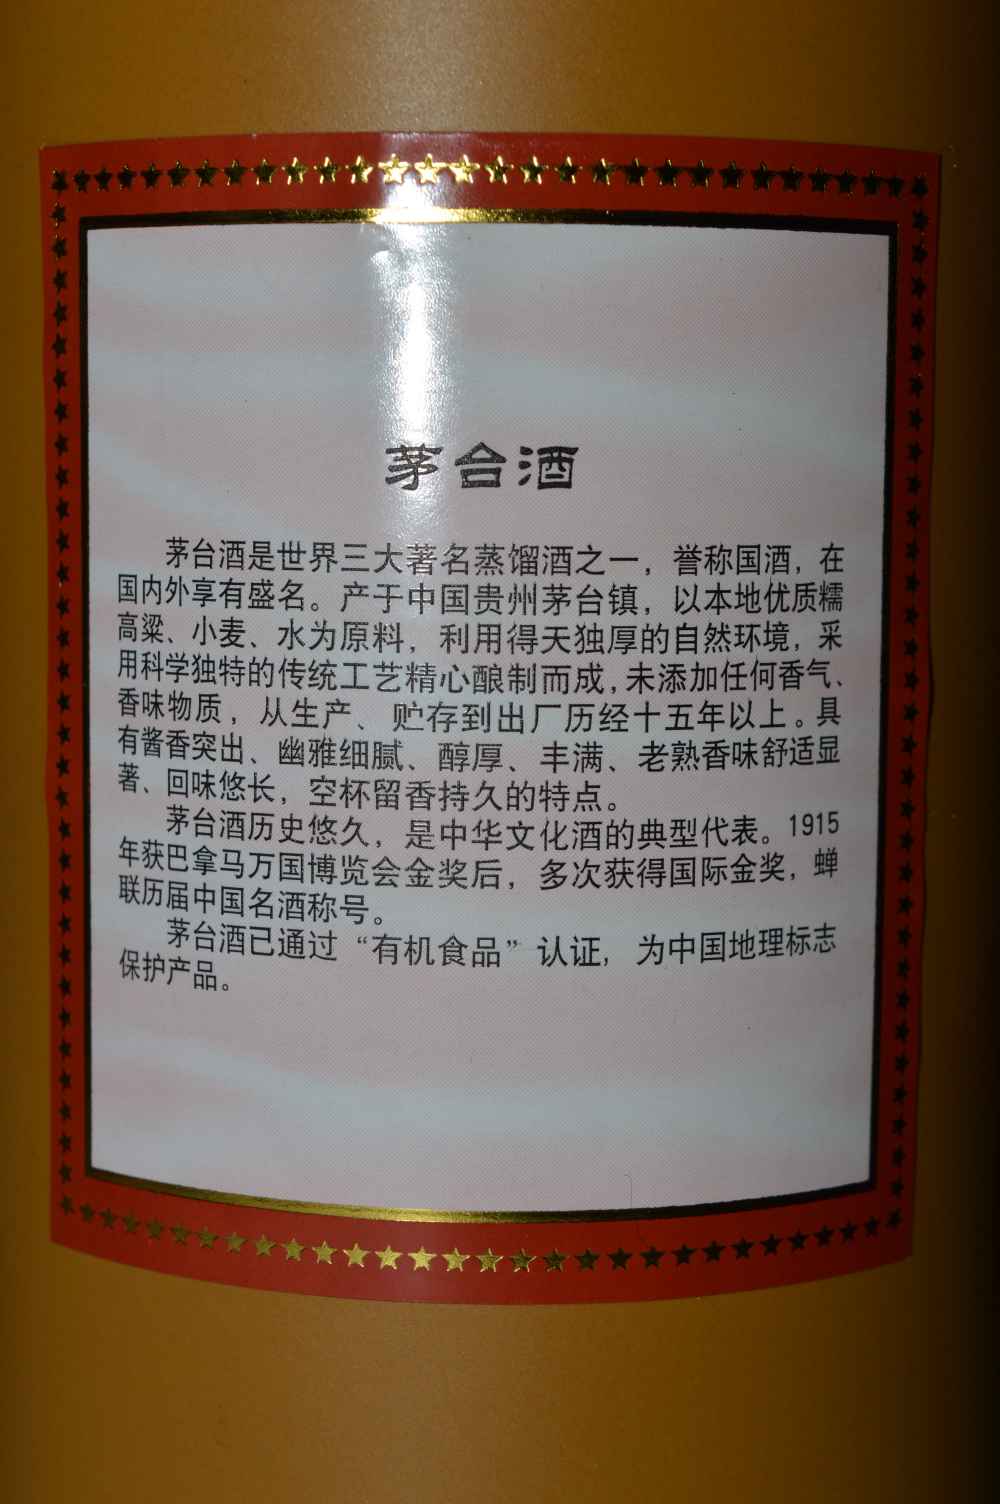 茅台酒
茅台酒是世界三大著名蒸馏酒之一，誉称国酒，在
国内外享有盛名。产于中国贵州茅台镇，以本地优质糯
高粱、小麦、水为原料，利用得天独厚的自然环境，采
用科学独特的传统工艺精心酿制而成，未添加任何香气、
香味物质，从生产、贮存到出厂历经十五年以上。具
有酱香突出、幽雅细腻、醇厚、丰满、老熟香味舒适显
著、回味悠长，空杯留香持久的特点。
茅台酒历史悠久，是中华文化酒的典型代表。1915
年获巴拿马万国博览会金奖后，多次获得国际金奖，蝉
联历届中国名酒称号。
茅台酒已通过“有机食品”认证，为中国地理标志
保护产品。